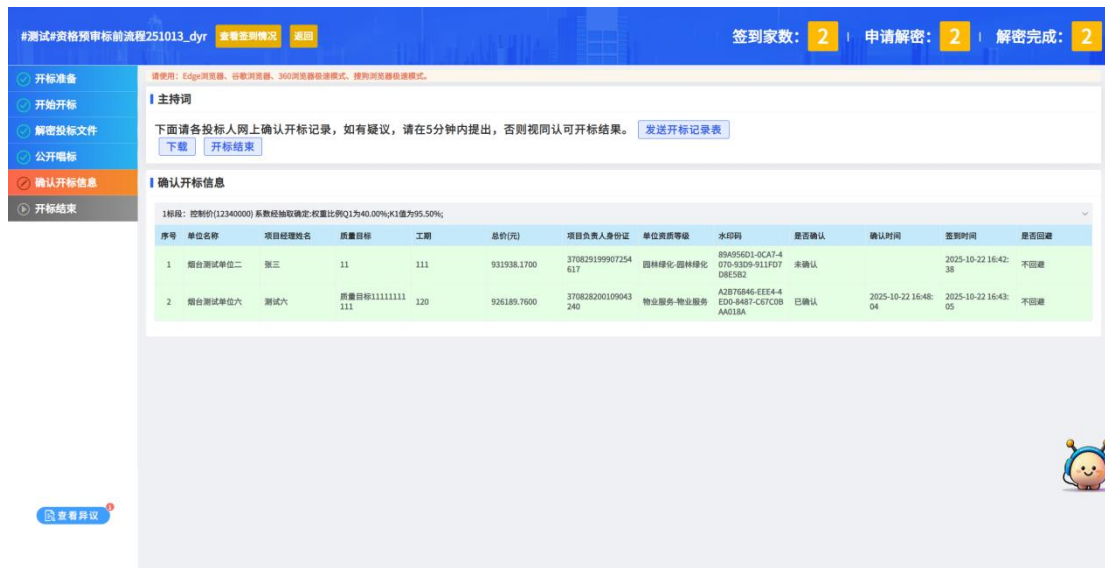 #测试#资格预审标前流程251013_dyr 查看签到情况 返回 签到家数： 2 申请解密： 2 解密完成： 2
开标准备
开始开标
解密投标文件
公开唱标
确认开标信息
开标结束
请使用：Edge浏览器、谷歌浏览器、360浏览器极速模式、搜狗浏览器极速模式。
主持词
下面请各投标人网上确认开标记录，如有疑议，请在5分钟内提出，否则视同认可开标结果。 发送开标记录表
下载 开标结束
确认开标信息
1标段：控制价(12340000) 系数经抽取确定:权重比例Q1为40.00%;K1值为95.50%;
序号 单位名称 项目经理姓名 质量目标 工期 总价(元) 项目负责人身份证 单位资质等级 水印码 是否确认 确认时间 签到时间 是否回避
1 烟台测试单位二 张三 11 111 931938.1700 370829199907254617 园林绿化-园林绿化 89A956D1-0CA7-4070-93D9-911FD7D8E5B2 未确认 2025-10-22 16:42:38 不回避
2 烟台测试单位六 测试六 质量目标11111111111 120 926189.7600 370828200109043240 物业服务-物业服务 A2B76846-EEE4-4ED0-8487-C67C0BAA018A 已确认 2025-10-22 16:48:04 2025-10-22 16:43:05 不回避
查看异议